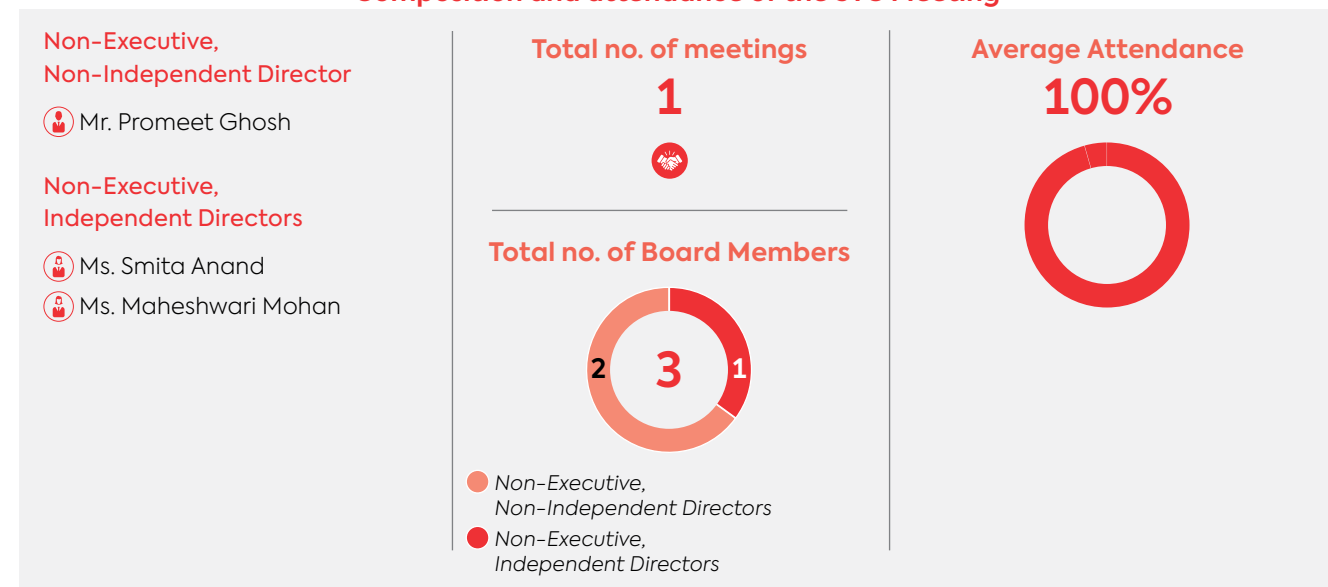 Non-Executive,
Non-Independent Director
Mr. Promeet Ghosh
Non-Executive,
Independent Directors
Ms. Smita Anand
Ms. Maheshwari Mohan
Total no. of meetings
1
Total no. of Board Members
2
3
1
Non-Executive,
Non-Independent Directors
Non-Executive,
Independent Directors
Average Attendance
100%